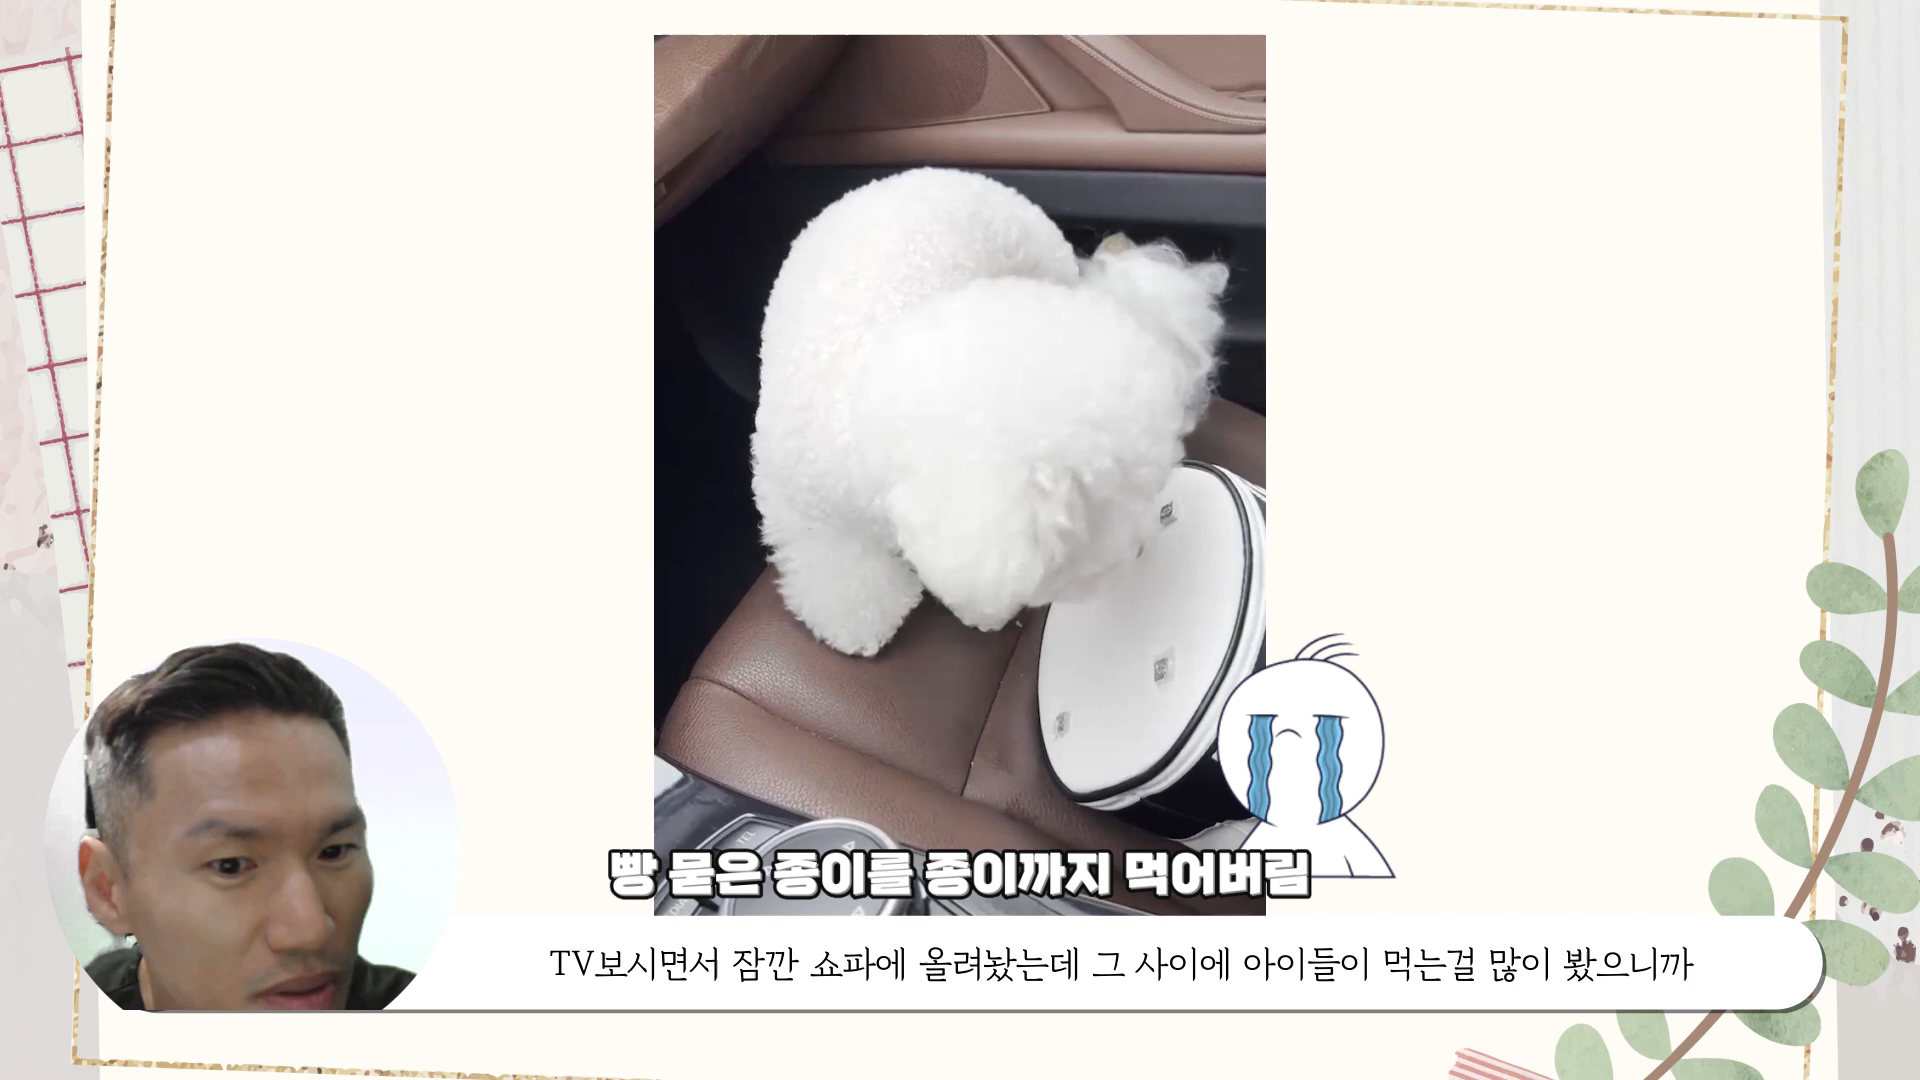 빵 묻은 종이를 종이까지 먹어버림
TV보시면서 잠깐 쇼파에 올려놨는데 그 사이에 아이들이 먹는걸 많이 봤으니까